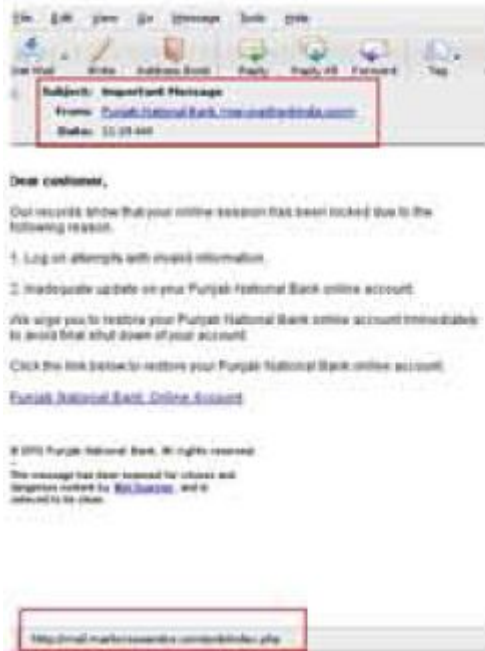 File Edit View Go Message Tools Help
Get Mail Write Address Book Reply Reply All Forward Tag
Subject: Important Message
From: Punjab National Bank
Date: 11:19 AM
Dear customer,
Our records show that your online session has been locked due to the
following reason.
1. Log on attempts with invalid information.
2. Inadequate update on your Punjab National Bank online account.
We urge you to restore your Punjab National Bank online account immediately
to avoid final shut down of your account.
Click the link below to restore your Punjab National Bank online account.
Punjab National Bank Online Account
Punjab National Bank. All rights reserved
This message has been scanned for viruses and
dangerous content by, and is
believed to be clean.